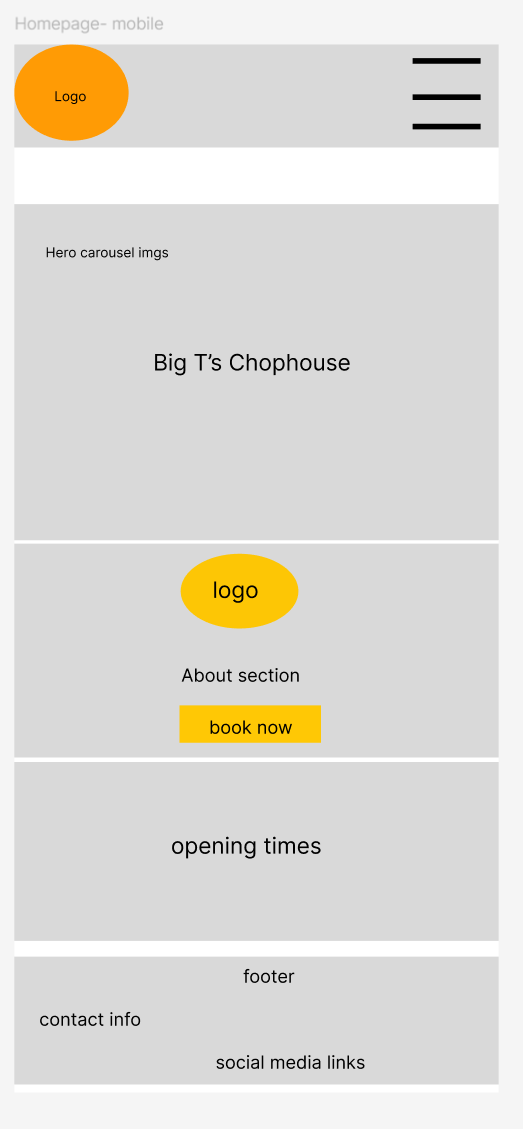 Homepage- mobile
Logo
Hero carousel imgs
Big T’s Chophouse
logo
About section
book now
opening times
footer
contact info
social media links